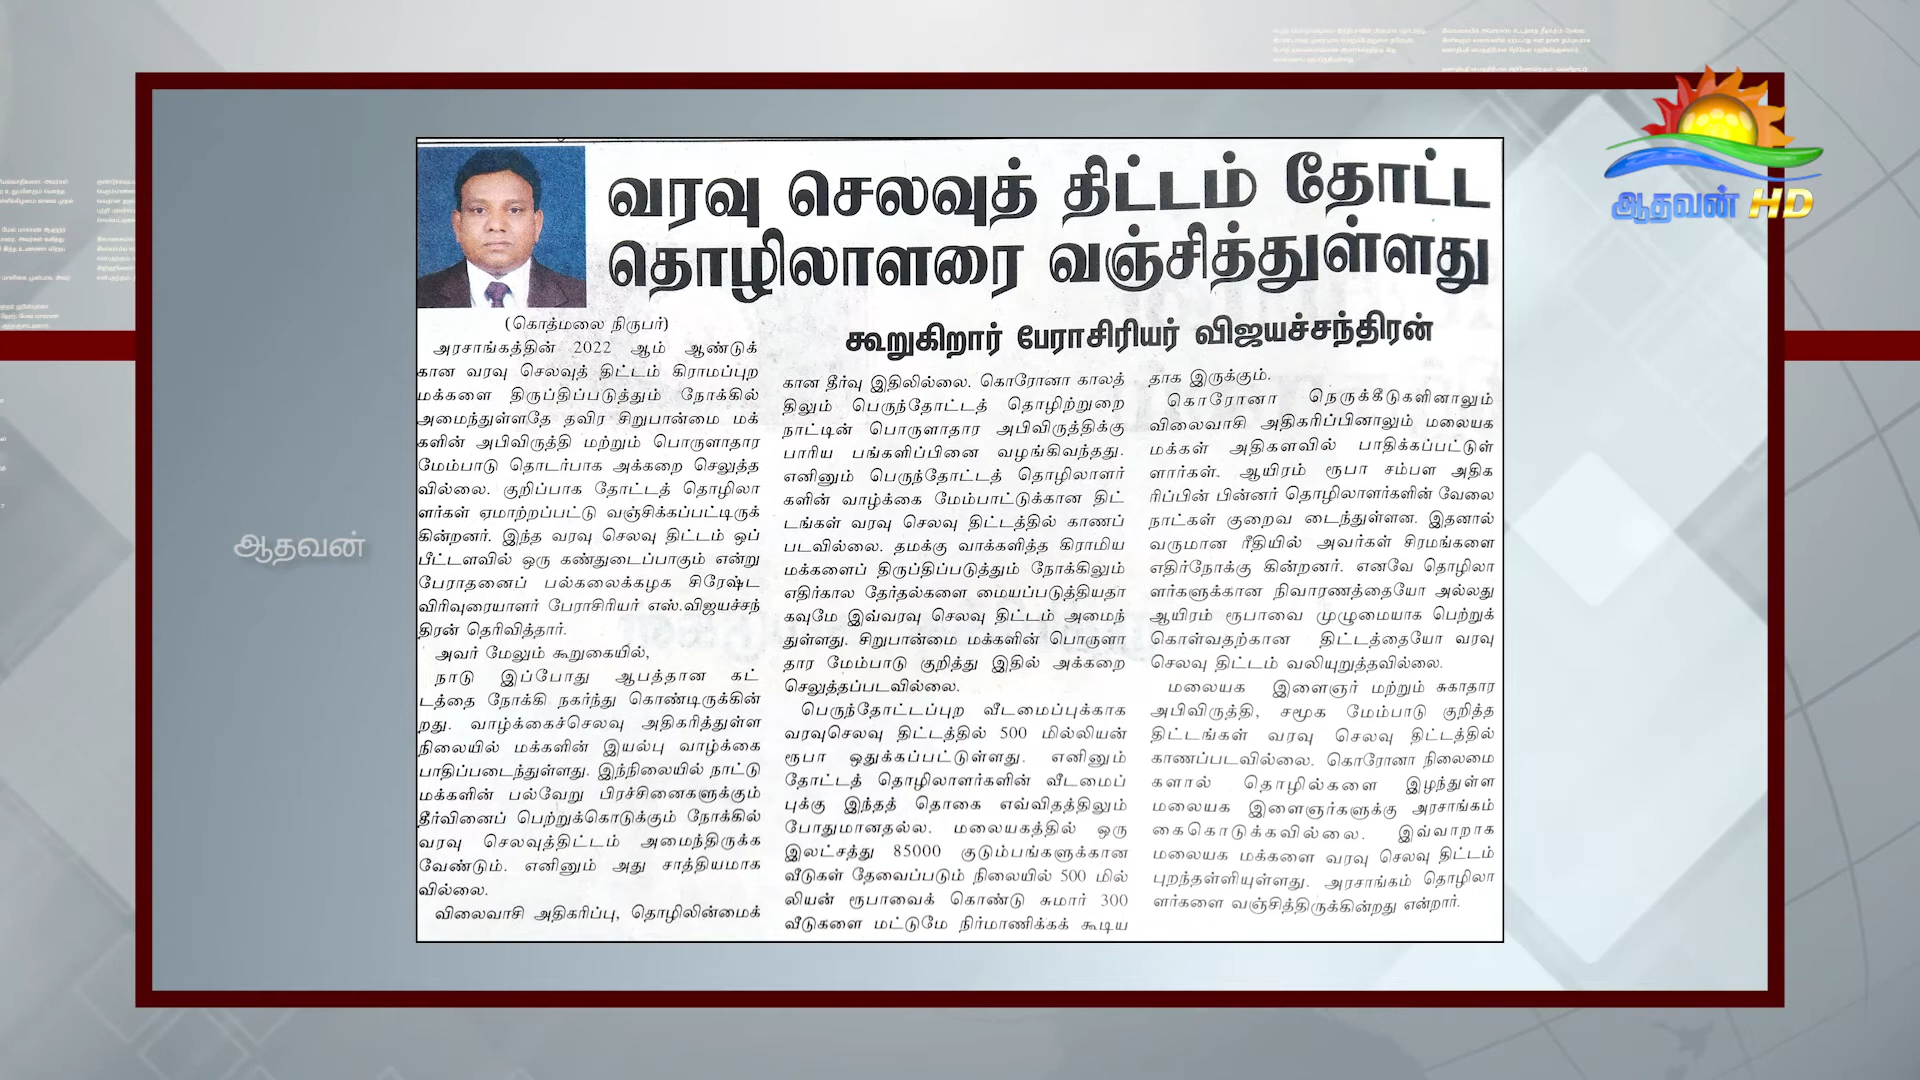 ஆதவன் HD
ஆதவன்
வரவு செலவுத் திட்டம் தோட்ட
தொழிலாளரை வஞ்சித்துள்ளது
கூறுகிறார் பேராசிரியர் விஜயச்சந்திரன்
(கொத்மலை நிருபர்)
அரசாங்கத்தின் 2022 ஆம் ஆண்டுக்
கான வரவு செலவுத் திட்டம் கிராமப்புற
மக்களை திருப்திப்படுத்தும் நோக்கில்
அமைந்துள்ளதே தவிர சிறுபான்மை மக்
களின் அபிவிருத்தி மற்றும் பொருளாதார
மேம்பாடு தொடர்பாக அக்கறை செலுத்த
வில்லை. குறிப்பாக தோட்டத் தொழிலா
ளர்கள் ஏமாற்றப்பட்டு வஞ்சிக்கப்பட்டிருக்
கின்றனர். இந்த வரவு செலவு திட்டம் ஒப்
பீட்டளவில் ஒரு கண்துடைப்பாகும் என்று
பேராதனைப் பல்கலைக்கழக சிரேஷ்ட
விரிவுரையாளர் பேராசிரியர் எஸ்.விஜயச்சந்
திரன் தெரிவித்தார்.
அவர் மேலும் கூறுகையில்,
நாடு இப்போது ஆபத்தான கட்
டத்தை நோக்கி நகர்ந்து கொண்டிருக்கின்
றது. வாழ்க்கைச்செலவு அதிகரித்துள்ள
நிலையில் மக்களின் இயல்பு வாழ்க்கை
பாதிப்படைந்துள்ளது. இந்நிலையில் நாட்டு
மக்களின் பல்வேறு பிரச்சினைகளுக்கும்
தீர்வினைப் பெற்றுக்கொடுக்கும் நோக்கில்
வரவு செலவுத்திட்டம் அமைந்திருக்க
வேண்டும். எனினும் அது சாத்தியமாக
வில்லை.
விலைவாசி அதிகரிப்பு, தொழிலின்மைக்
கான தீர்வு இதிலில்லை. கொரோனா காலத்
திலும் பெருந்தோட்டத் தொழிற்றுறை
நாட்டின் பொருளாதார அபிவிருத்திக்கு
பாரிய பங்களிப்பினை வழங்கிவந்தது.
எனினும் பெருந்தோட்டத் தொழிலாளர்
களின் வாழ்க்கை மேம்பாட்டுக்கான திட்
டங்கள் வரவு செலவு திட்டத்தில் காணப்
படவில்லை. தமக்கு வாக்களித்த கிராமிய
மக்களைப் திருப்திப்படுத்தும் நோக்கிலும்
எதிர்கால தேர்தல்களை மையப்படுத்தியதா
கவுமே இவ்வரவு செலவு திட்டம் அமைந்
துள்ளது. சிறுபான்மை மக்களின் பொருளா
தார மேம்பாடு குறித்து இதில் அக்கறை
செலுத்தப்படவில்லை.
பெருந்தோட்டப்புற வீடமைப்புக்காக
வரவுசெலவு திட்டத்தில் 500 மில்லியன்
ரூபா ஒதுக்கப்பட்டுள்ளது. எனினும்
தோட்டத் தொழிலாளர்களின் வீடமைப்
புக்கு இந்தத் தொகை எவ்விதத்திலும்
போதுமானதல்ல. மலையகத்தில் ஒரு
இலட்சத்து 85000 குடும்பங்களுக்கான
வீடுகள் தேவைப்படும் நிலையில் 500 மில்
லியன் ரூபாவைக் கொண்டு சுமார் 300
வீடுகளை மட்டுமே நிர்மாணிக்கக் கூடிய
தாக இருக்கும்.
கொரோனா நெருக்கீடுகளினாலும்
விலைவாசி அதிகரிப்பினாலும் மலையக
மக்கள் அதிகளவில் பாதிக்கப்பட்டுள்
ளார்கள். ஆயிரம் ரூபா சம்பள அதிக
ரிப்பின் பின்னர் தொழிலாளர்களின் வேலை
நாட்கள் குறைவ டைந்துள்ளன. இதனால்
வருமான ரீதியில் அவர்கள் சிரமங்களை
எதிர்நோக்கு கின்றனர். எனவே தொழிலா
ளர்களுக்கான நிவாரணத்தையோ அல்லது
ஆயிரம் ரூபாவை முழுமையாக பெற்றுக்
கொள்வதற்கான திட்டத்தையோ வரவு
செலவு திட்டம் வலியுறுத்தவில்லை.
மலையக இளைஞர் மற்றும் சுகாதார
அபிவிருத்தி, சமூக மேம்பாடு குறித்த
திட்டங்கள் வரவு செலவு திட்டத்தில்
காணப்படவில்லை. கொரோனா நிலைமை
களால் தொழில்களை இழந்துள்ள
மலையக இளைஞர்களுக்கு அரசாங்கம்
கைகொடுக்கவில்லை. இவ்வாறாக
மலையக மக்களை வரவு செலவு திட்டம்
புறந்தள்ளியுள்ளது. அரசாங்கம் தொழிலா
ளர்களை வஞ்சித்திருக்கின்றது என்றார்.